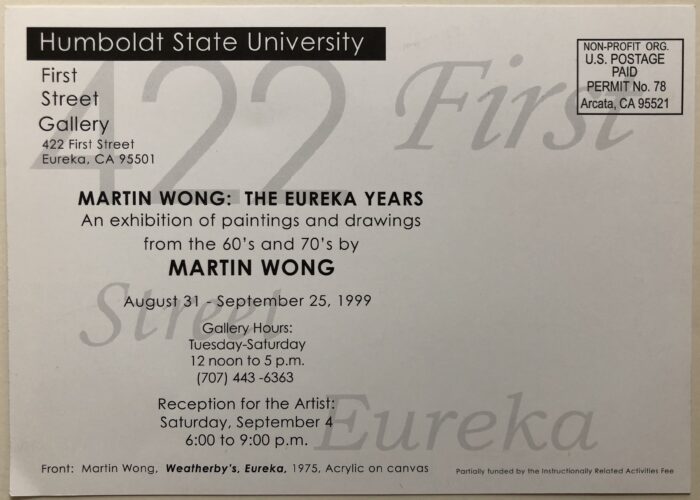 Humboldt State University
First
Street
Gallery
422 First Street
Eureka, CA 95501
NON-PROFIT ORG.
U.S. POSTAGE
PAID
PERMIT No. 78
Arcata, CA 95521
422 First
MARTIN WONG: THE EUREKA YEARS
An exhibition of paintings and drawings
from the 60's and 70's by
MARTIN WONG
August 31 - September 25, 1999
Street
Gallery Hours:
Tuesday-Saturday
12 noon to 5 p.m.
(707) 443 -6363
Reception for the Artist:
Saturday, September 4
6:00 to 9:00 p.m.
Eureka
Front: Martin Wong, Weatherby's, Eureka, 1975, Acrylic on canvas
Partially funded by the Instructionally Related Activities Fee